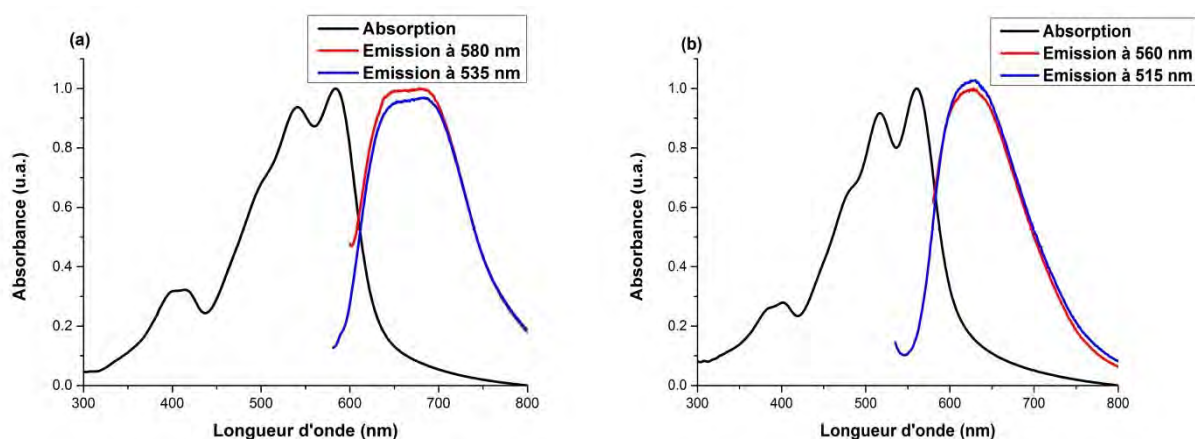 (a)
Absorption
Emission à 580 nm
Emission à 535 nm
Absorbance (u.a.)
1.0
0.8
0.6
0.4
0.2
0.0
300 400 500 600 700 800
Longueur d'onde (nm)
(b)
Absorption
Emission à 560 nm
Emission à 515 nm
Absorbance (u.a.)
1.0
0.8
0.6
0.4
0.2
0.0
300 400 500 600 700 800
Longueur d'onde (nm)